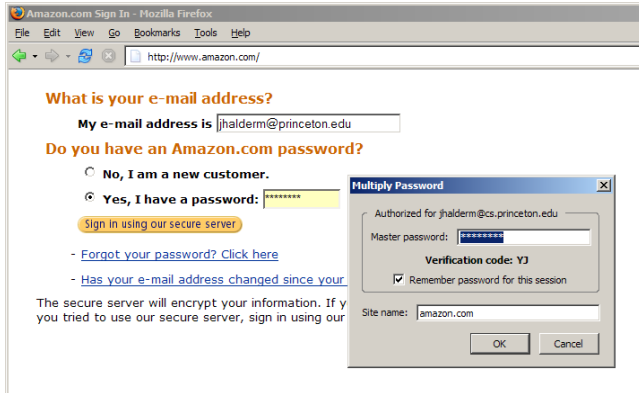 Amazon.com Sign In - Mozilla Firefox
File Edit View Go Bookmarks Tools Help
http://www.amazon.com/
What is your e-mail address?
My e-mail address is jhalderm@princeton.edu
Do you have an Amazon.com password?
No, I am a new customer.
Yes, I have a password: ********
Sign in using our secure server
- Forgot your password? Click here
- Has your e-mail address changed since your
The secure server will encrypt your information. If y
you tried to use our secure server, sign in using our
Multiply Password
X
Authorized for jhalderm@cs.princeton.edu
Master password: ********
Verification code: YJ
Remember password for this session
Site name: amazon.com
OK Cancel